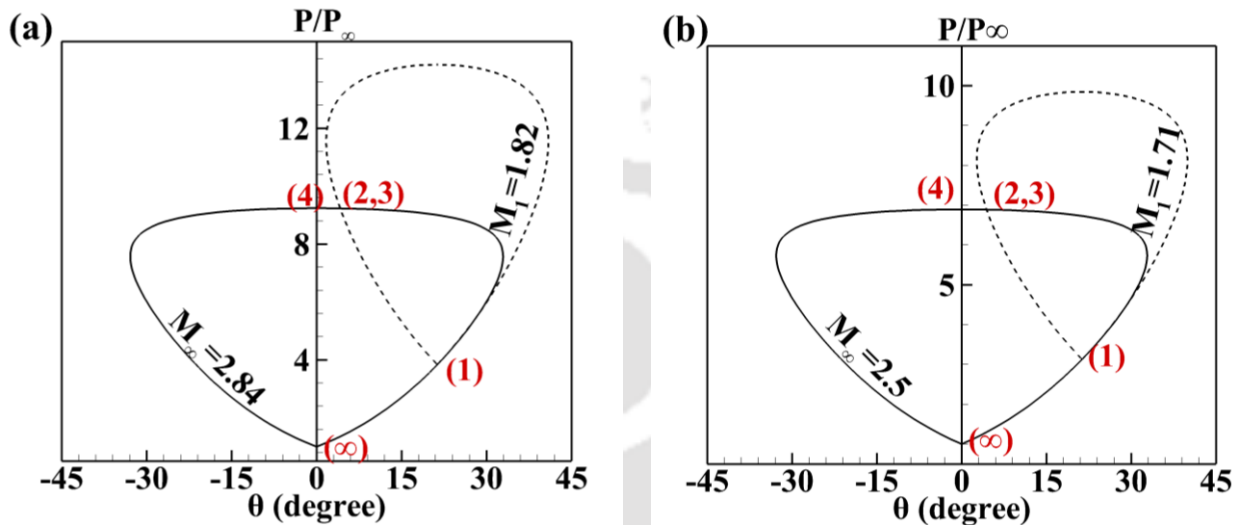 (a)
P/P∞
12
8
4
(4)
(2,3)
(1)
(∞)
M₁=1.82
M∞=2.84
-45 -30 -15 0 15 30 45
θ (degree)
(b)
P/P∞
10
5
(4)
(2,3)
(1)
(∞)
M₁=1.71
M∞=2.5
-45 -30 -15 0 15 30 45
θ (degree)